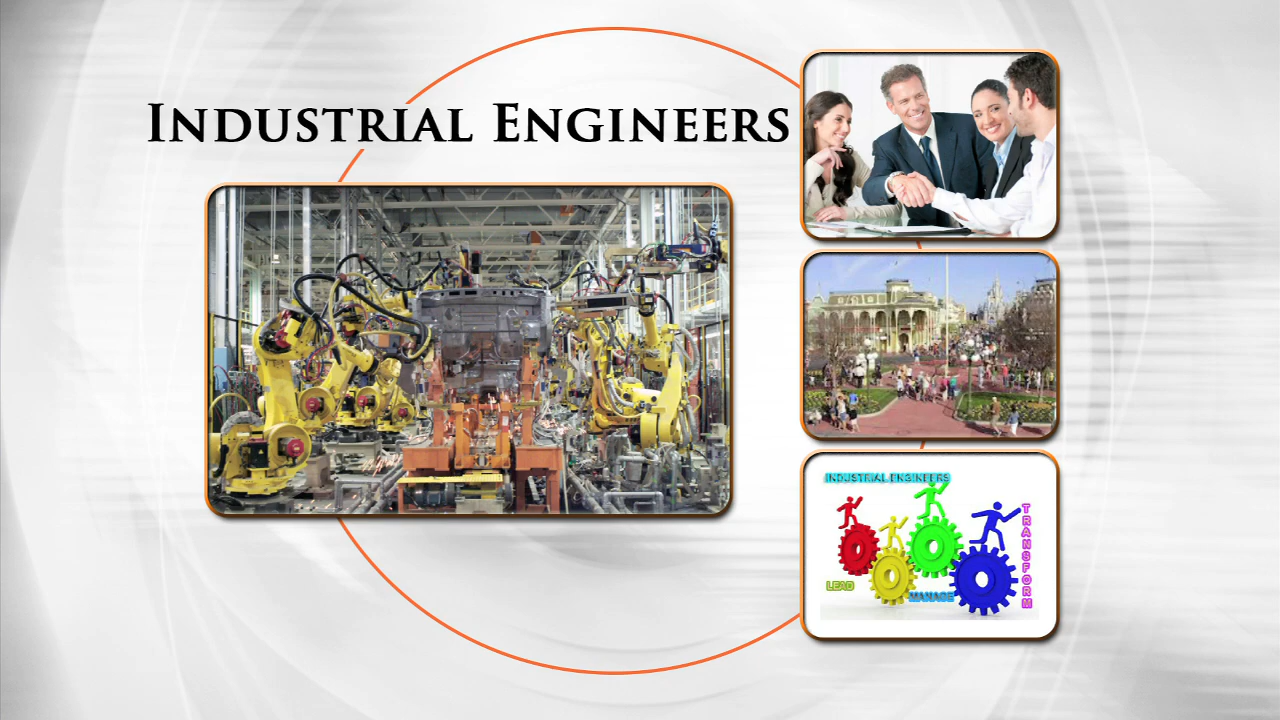 INDUSTRIAL ENGINEERS
INDUSTRIAL ENGINEERS
TRANSFORM
LEAD
MANAGE